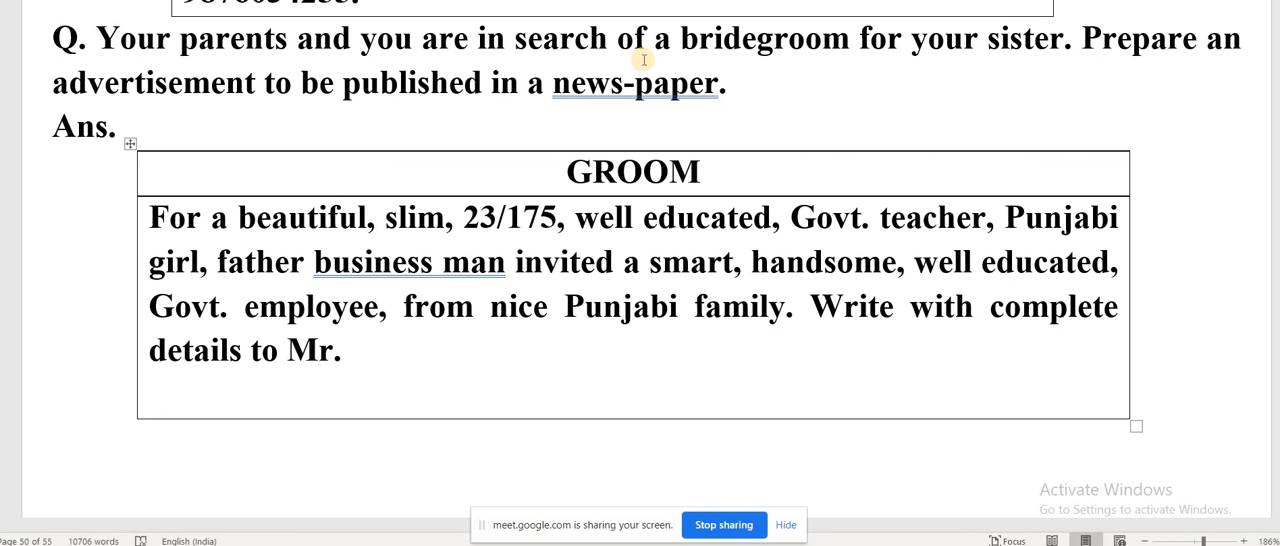 Q. Your parents and you are in search of a bridegroom for your sister. Prepare an
advertisement to be published in a news-paper.
Ans.
GROOM
For a beautiful, slim, 23/175, well educated, Govt. teacher, Punjabi
girl, father business man invited a smart, handsome, well educated,
Govt. employee, from nice Punjabi family. Write with complete
details to Mr.
Activate Windows
Go to Settings to activate Windows.
meet.google.com is sharing your screen. Stop sharing Hide
Page 50 of 55 10706 words English (India) Focus 186%